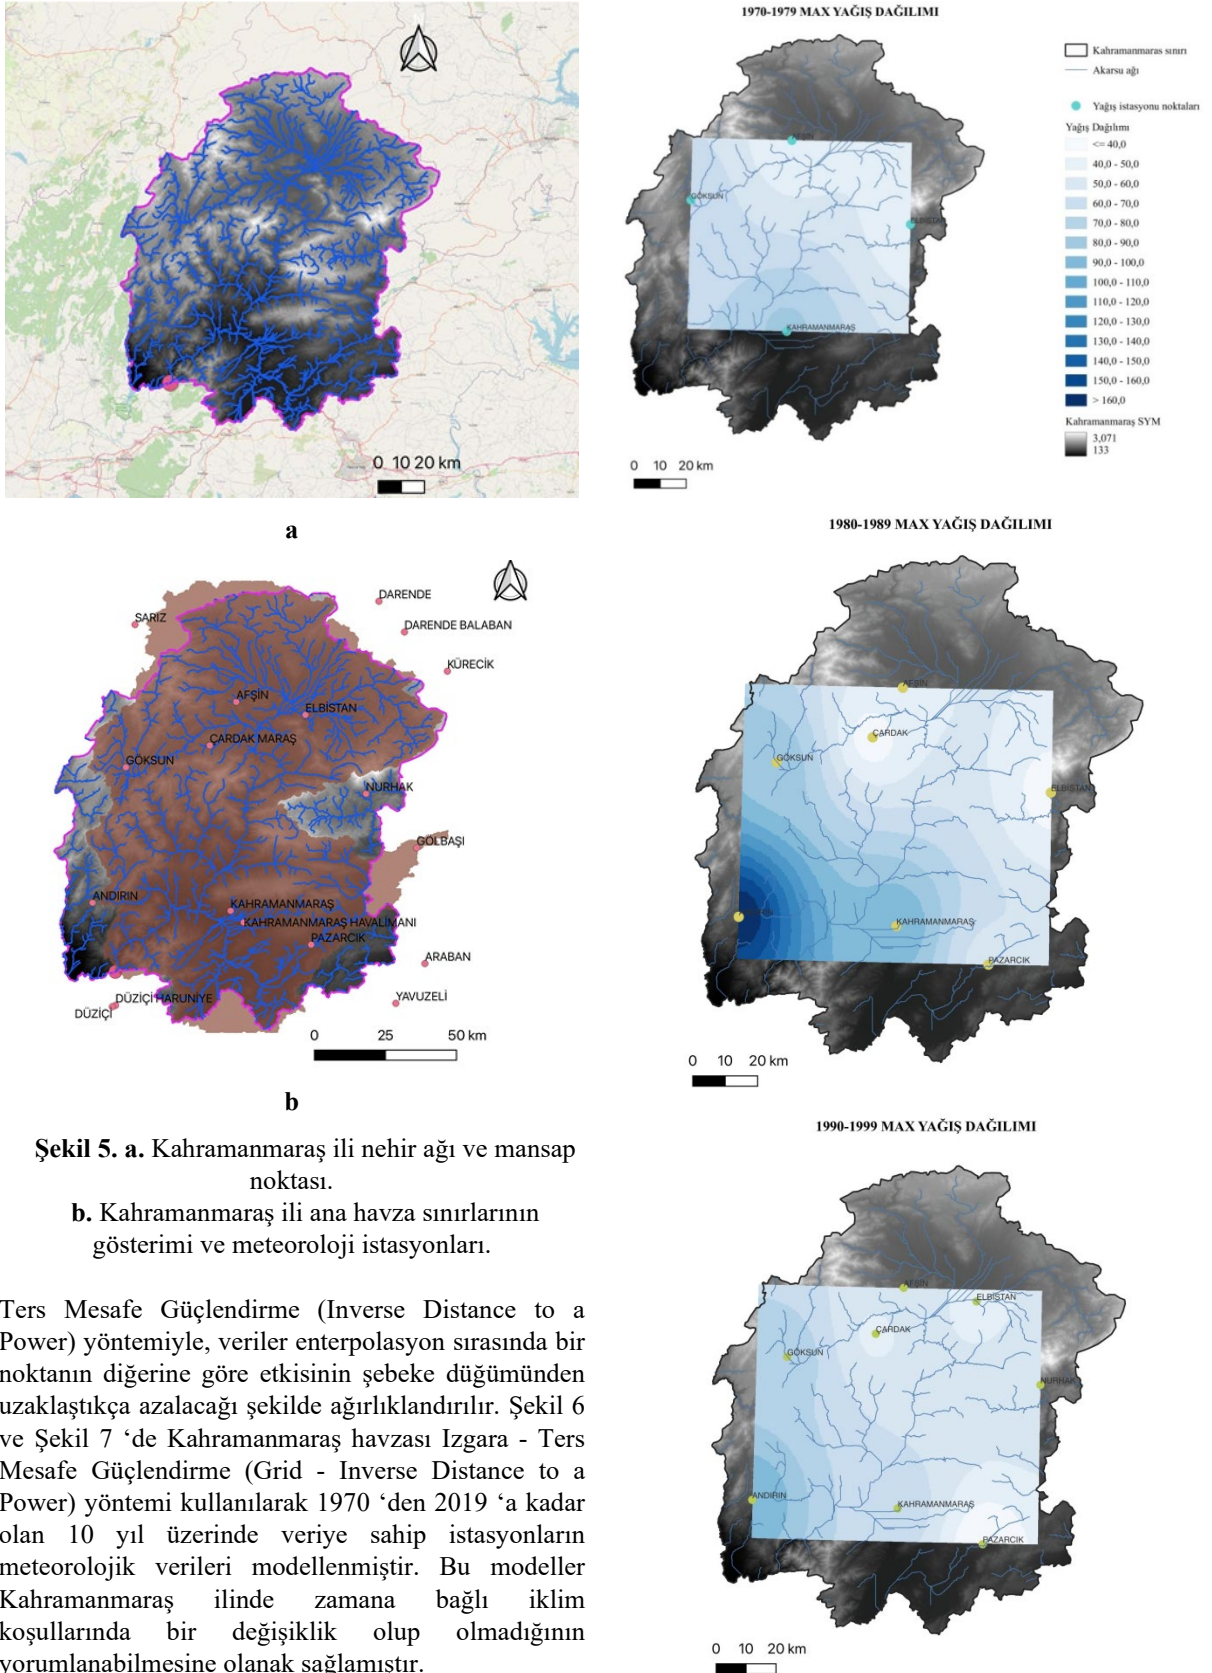 0 10 20 km
a
SARIZ
DARENDE
DARENDE BALABAN
KÜRECİK
AFŞİN
ELBİSTAN
ÇARDAK MARAŞ
GÖKSUN
NURHAK
GÖLBAŞI
ANDIRIN
KAHRAMANMARAŞ
KAHRAMANMARAŞ HAVALİMANI
PAZARCIK
ARABAN
DÜZİÇİ HARUNİYE
YAVUZELİ
DÜZİÇİ
0 25 50 km
b
Şekil 5. a. Kahramanmaraş ili nehir ağı ve mansap
noktası.
b. Kahramanmaraş ili ana havza sınırlarının
gösterimi ve meteoroloji istasyonları.
Ters Mesafe Güçlendirme (Inverse Distance to a
Power) yöntemiyle, veriler enterpolasyon sırasında bir
noktanın diğerine göre etkisinin şebeke düğümünden
uzaklaştıkça azalacağı şekilde ağırlıklandırılır. Şekil 6
ve Şekil 7 ‘de Kahramanmaraş havzası Izgara - Ters
Mesafe Güçlendirme (Grid - Inverse Distance to a
Power) yöntemi kullanılarak 1970 ‘den 2019 ‘a kadar
olan 10 yıl üzerinde veriye sahip istasyonların
meteorolojik verileri modellenmiştir. Bu modeller
Kahramanmaraş ilinde zamana bağlı iklim
koşullarında bir değişiklik olup olmadığının
yorumlanabilmesine olanak sağlamıştır.
1970-1979 MAX YAĞIŞ DAĞILIMI
Kahramanmaras sınırı
Akarsu ağı
Yağış istasyonu noktaları
Yağış Dağılımı
<= 40,0
40,0 - 50,0
50,0 - 60,0
60,0 - 70,0
70,0 - 80,0
80,0 - 90,0
90,0 - 100,0
100,0 - 110,0
110,0 - 120,0
120,0 - 130,0
130,0 - 140,0
140,0 - 150,0
150,0 - 160,0
> 160,0
Kahramanmaraş SYM
3,071
133
AFŞİN
GÖKSUN
ELBİSTAN
KAHRAMANMARAŞ
0 10 20 km
1980-1989 MAX YAĞIŞ DAĞILIMI
AFŞİN
ÇARDAK
GÖKSUN
ELBİSTAN
KAHRAMANMARAŞ
PAZARCIK
0 10 20 km
1990-1999 MAX YAĞIŞ DAĞILIMI
AFŞİN
ELBİSTAN
ÇARDAK
GÖKSUN
NURHAK
ANDIRIN
KAHRAMANMARAŞ
PAZARCIK
0 10 20 km